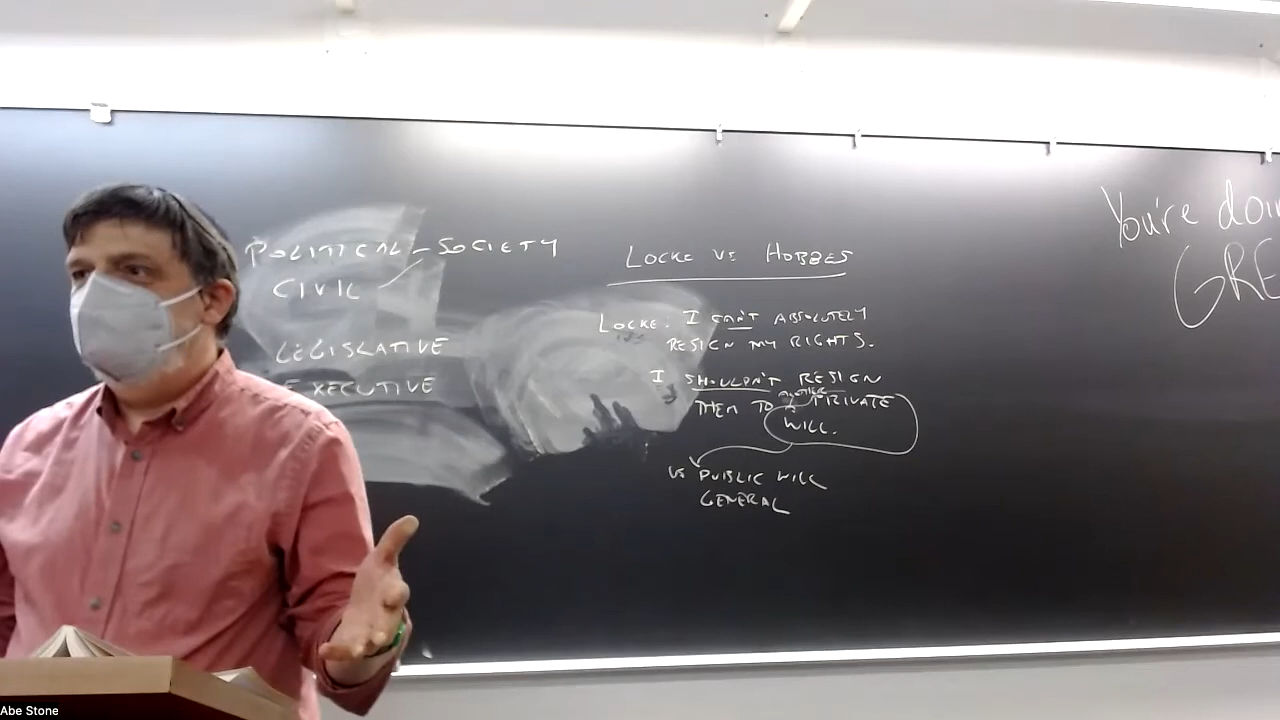 POLITICAL - SOCIETY
CIVIL
LEGISLATIVE
EXECUTIVE
LOCKE VS HOBBES
LOCKE: I CAN'T ABSOLUTELY
RESIGN MY RIGHTS.
I SHOULDN'T RESIGN
ANOTHER
THEM TO PRIVATE
WILL.
VS PUBLIC WILL
GENERAL
You're doin
GRE
Abe Stone